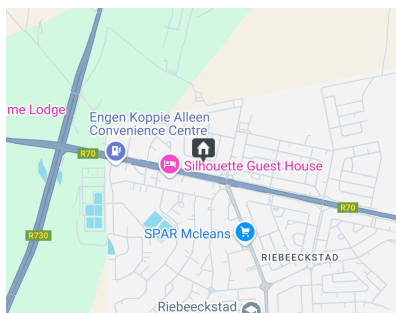 me Lodge
Engen Koppie Alleen
Convenience Centre
R70
Silhouette Guest House
R70
SPAR Mcleans
R730
RIEBEECKSTAD
Riebeeckstad